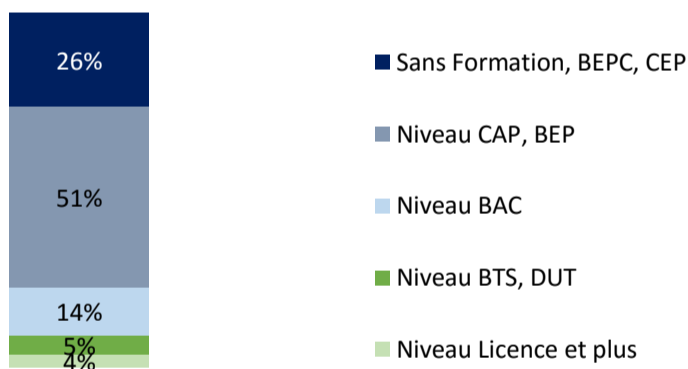 26%
51%
14%
5%
4%
Sans Formation, BEPC, CEP
Niveau CAP, BEP
Niveau BAC
Niveau BTS, DUT
Niveau Licence et plus